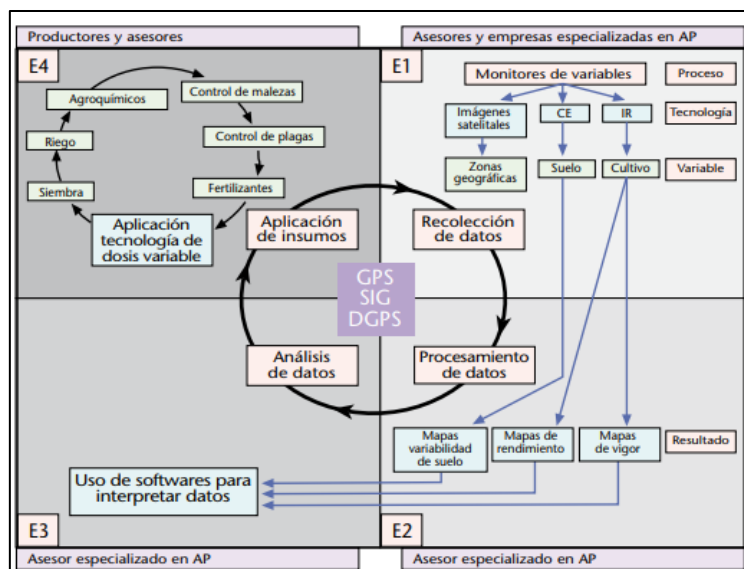 Productores y asesores
Asesores y empresas especializadas en AP
E4
Agroquímicos
Control de malezas
Riego
Control de plagas
Siembra
Fertilizantes
Aplicación
tecnología de
dosis variable
Aplicación
de insumos
E1
Monitores de variables
Proceso
Imágenes
satelitales
CE
IR
Tecnología
Zonas
geográficas
Suelo
Cultivo
Variable
Recolección
de datos
GPS
SIG
DGPS
Análisis
de datos
Procesamiento
de datos
Mapas
variabilidad
de suelo
Mapas de
rendimiento
Mapas
de vigor
Resultado
Uso de softwares para
interpretar datos
E3
E2
Asesor especializado en AP
Asesor especializado en AP